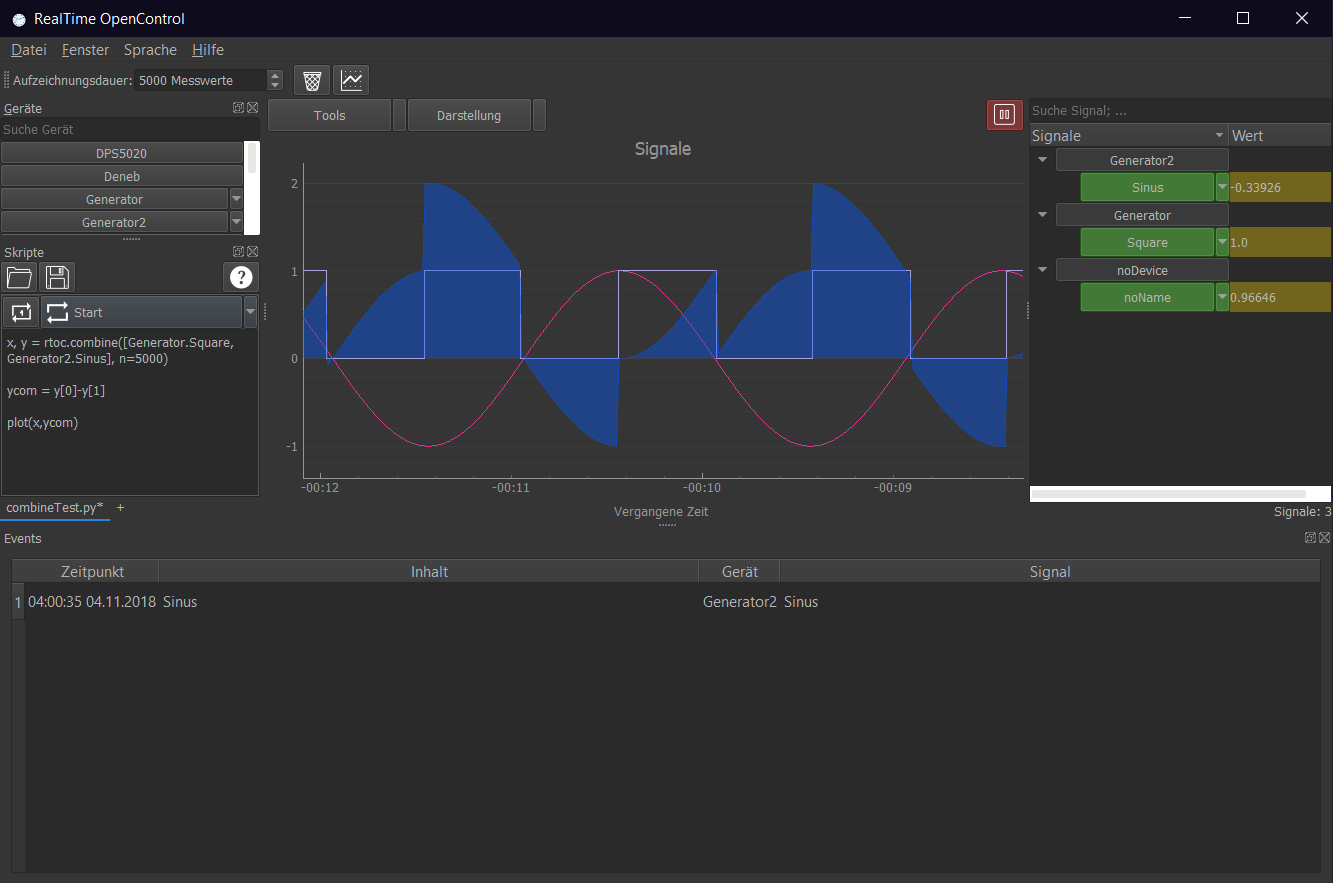 RealTime OpenControl
Datei Fenster Sprache Hilfe
Aufzeichnungsdauer: 5000 Messwerte
Geräte
Suche Gerät
DPS5020
Deneb
Generator
Generator2
Skripte
?
1 Start
x, y = rtoc.combine([Generator.Square,
Generator2.Sinus], n=5000)
ycom = y[0]-y[1]
plot(x,ycom)
combineTest.py* +
Tools Darstellung
Signale
2
1
0
-1
-00:12 -00:11 -00:10 -00:09
Vergangene Zeit
Suche Signal; ...
Signale Wert
Generator2
Sinus -0.33926
Generator
Square 1.0
noDevice
noName 0.96646
Signale: 3
Events
Zeitpunkt Inhalt Gerät Signal
1 04:00:35 04.11.2018 Sinus Generator2 Sinus